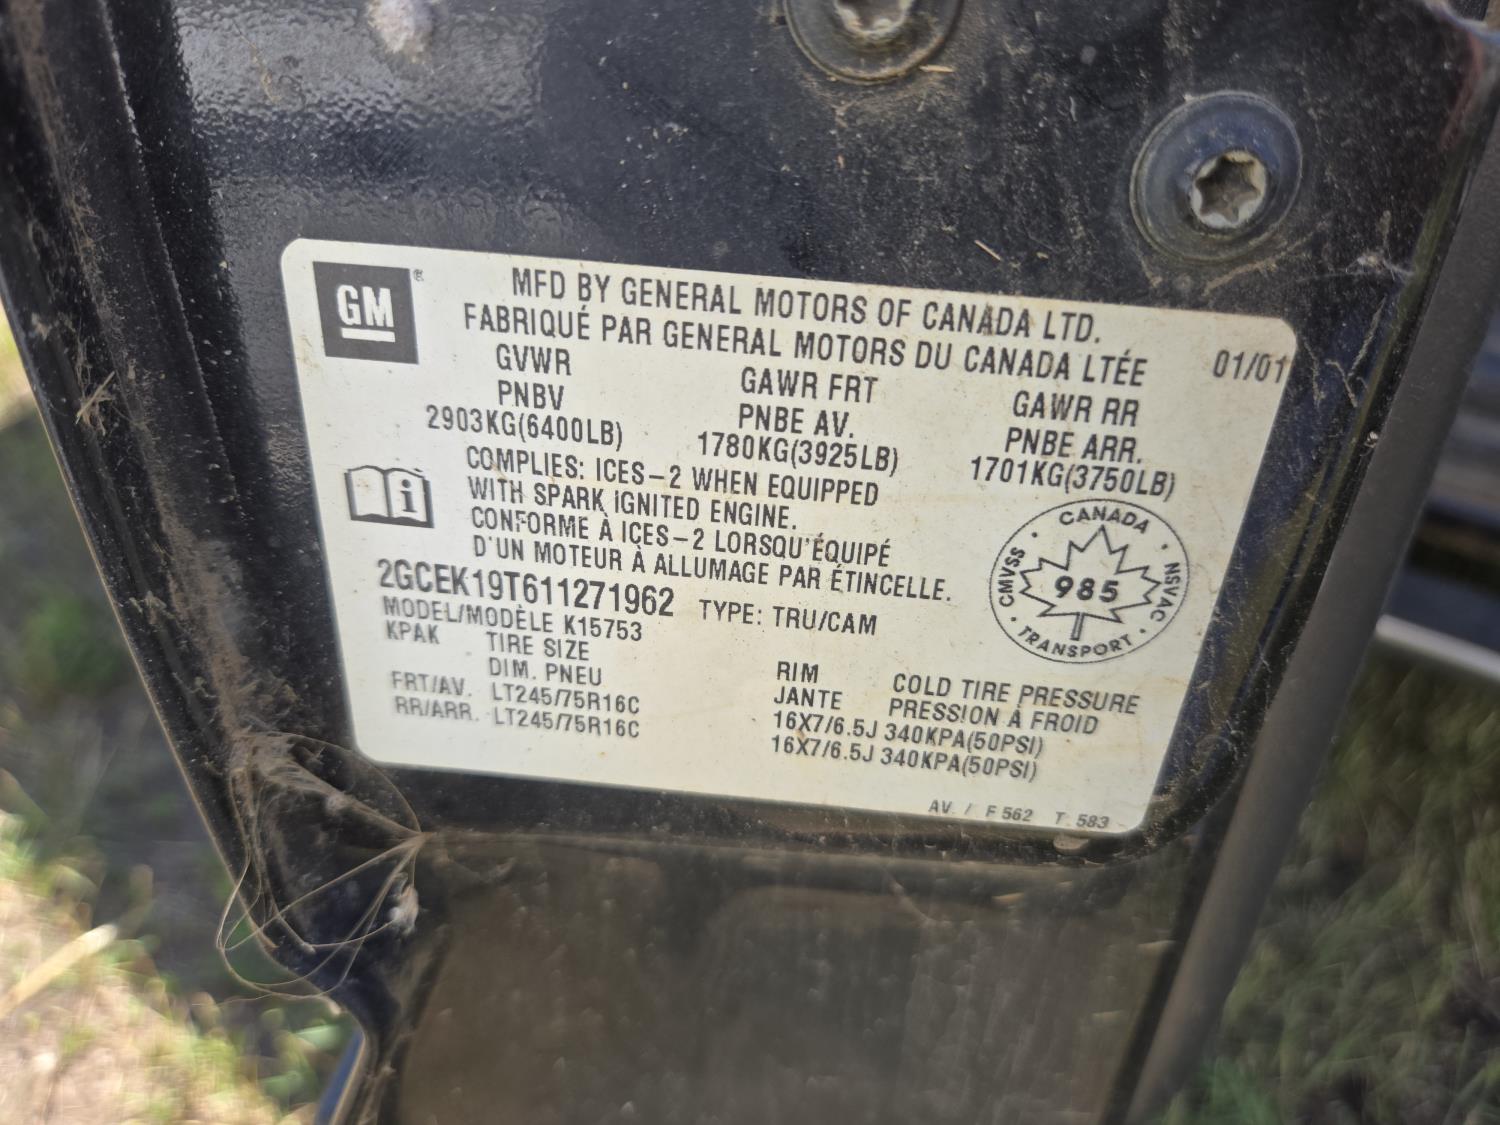 GM®
MFD BY GENERAL MOTORS OF CANADA LTD.
FABRIQUÉ PAR GENERAL MOTORS DU CANADA LTÉE
01/01
GVWR
PNBV
2903KG(6400LB)
GAWR FRT
PNBE AV.
1780KG(3925LB)
GAWR RR
PNBE ARR.
1701KG(3750LB)
COMPLIES: ICES-2 WHEN EQUIPPED
WITH SPARK IGNITED ENGINE.
CONFORME À ICES-2 LORSQU'ÉQUIPÉ
D'UN MOTEUR À ALLUMAGE PAR ÉTINCELLE.
i
CANADA
CMVSS · 985 · NSVAC
· TRANSPORT ·
2GCEK19T611271962 TYPE: TRU/CAM
MODEL/MODÈLE K15753
KPAK TIRE SIZE RIM COLD TIRE PRESSURE
DIM. PNEU JANTE PRESSION À FROID
FRT/AV. LT245/75R16C 16X7/6.5J 340KPA(50PSI)
RR/ARR. LT245/75R16C 16X7/6.5J 340KPA(50PSI)
AV. / F 562 T 583